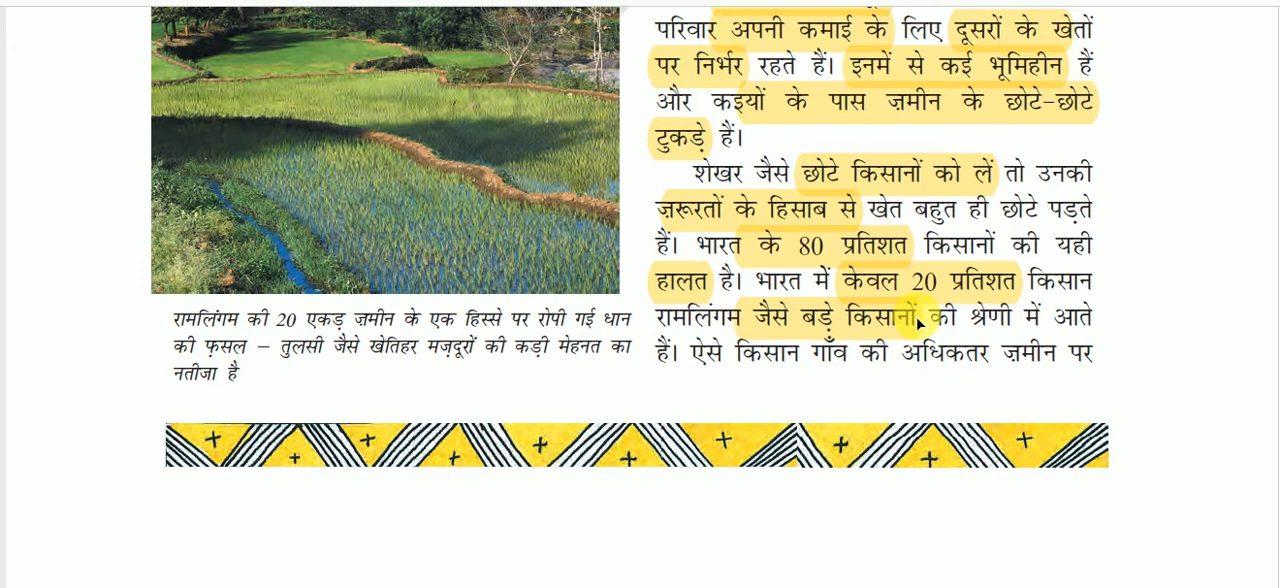 परिवार अपनी कमाई के लिए दूसरों के खेतों
पर निर्भर रहते हैं। इनमें से कई भूमिहीन हैं
और कइयों के पास ज़मीन के छोटे-छोटे
टुकड़े हैं।
शेखर जैसे छोटे किसानों को लें तो उनकी
ज़रूरतों के हिसाब से खेत बहुत ही छोटे पड़ते
हैं। भारत के 80 प्रतिशत किसानों की यही
हालत है। भारत में केवल 20 प्रतिशत किसान
रामलिंगम जैसे बड़े किसानों की श्रेणी में आते
हैं। ऐसे किसान गाँव की अधिकतर ज़मीन पर
रामलिंगम की 20 एकड़ ज़मीन के एक हिस्से पर रोपी गई धान
की फ़सल – तुलसी जैसे खेतिहर मज़दूरों की कड़ी मेहनत का
नतीजा है